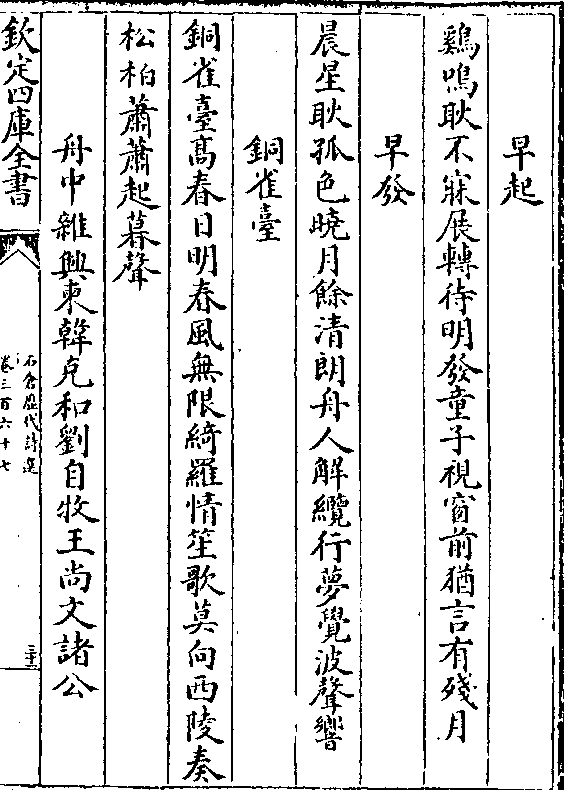 早起
鷄鳴耿不寐展轉待明發童子視窗前猶言有殘月
早發
晨星耿孤色曉月餘清朗舟人解纜行夢覺波聲響
銅雀臺
銅雀臺髙春日明春風無限綺羅情笙歌莫向西陵奏
松柏蕭蕭起暮聲
舟中雜興柬韓克和劉自牧王尚文諸公
欽定四庫全書
石倉歷代詩選
卷三百六十七